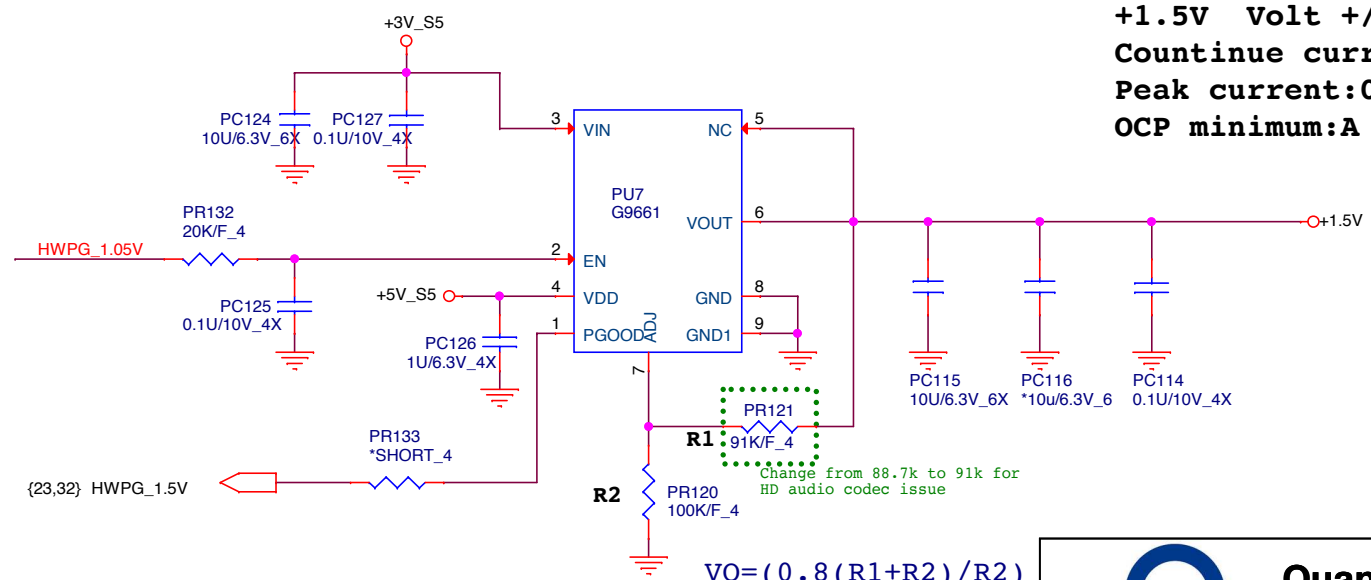 +1.5V Volt +/
Countinue curr
Peak current:0
OCP minimum:A
+3V_S5
PC124
10U/6.3V_6X
PC127
0.1U/10V_4X
3
VIN
NC
5
PU7
G9661
VOUT
6
+1.5V
PR132
20K/F_4
HWPG_1.05V
2
EN
PC125
0.1U/10V_4X
+5V_S5
4
VDD
GND
8
1
PGOOD
ADJ
GND1
9
PC126
1U/6.3V_4X
7
PC115
10U/6.3V_6X
PC116
*10u/6.3V_6
PC114
0.1U/10V_4X
R1
PR121
91K/F_4
Change from 88.7k to 91k for
HD audio codec issue
PR133
*SHORT_4
{23,32} HWPG_1.5V
R2
PR120
100K/F_4
VO=(0.8(R1+R2)/R2)
Quan